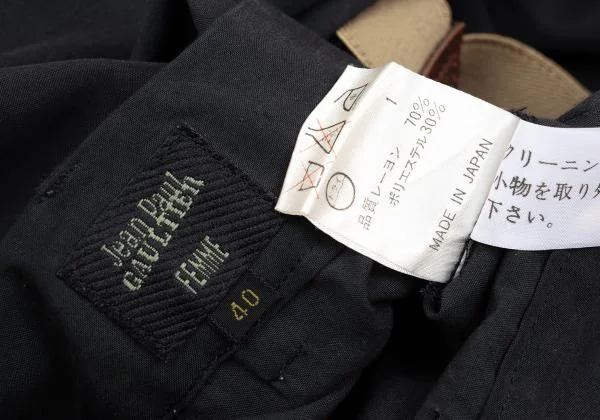 Jean Paul
GAULTIER
FEMME
40
1
品質 レーヨン 70%
ポリエステル 30%
MADE IN JAPAN
クリーニン
小物を取り外
下さい。